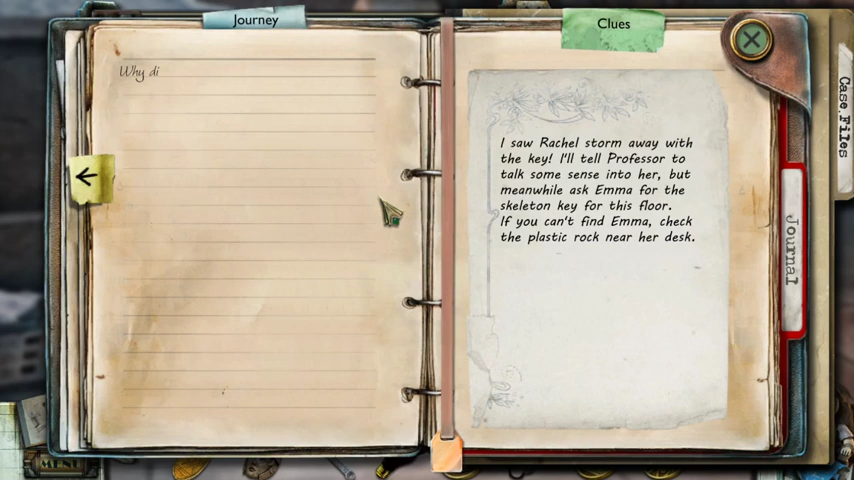 Journey
Clues
Why di
I saw Rachel storm away with
the key! I'll tell Professor to
talk some sense into her, but
meanwhile ask Emma for the
skeleton key for this floor.
If you can't find Emma, check
the plastic rock near her desk.
Case Files
Journal
MENU